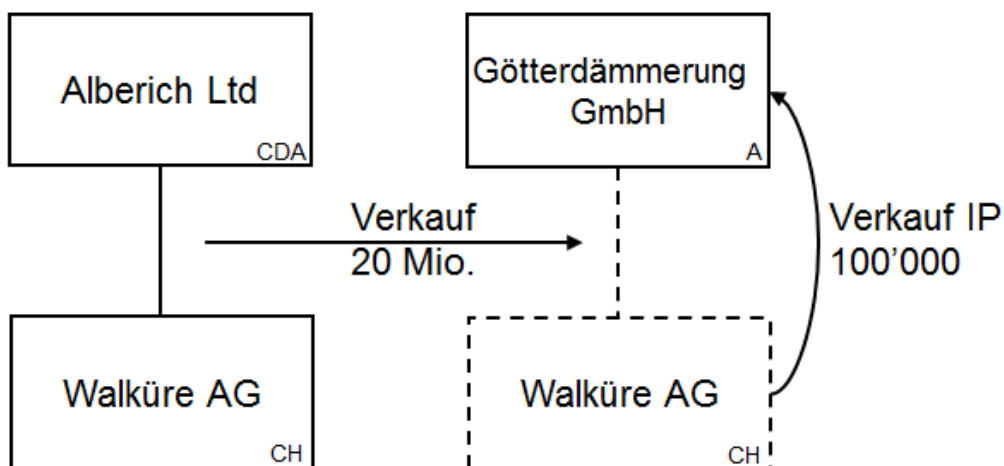 Alberich Ltd
CDA
Götterdämmerung
GmbH
A
Verkauf
20 Mio.
Verkauf IP
100'000
Walküre AG
CH
Walküre AG
CH